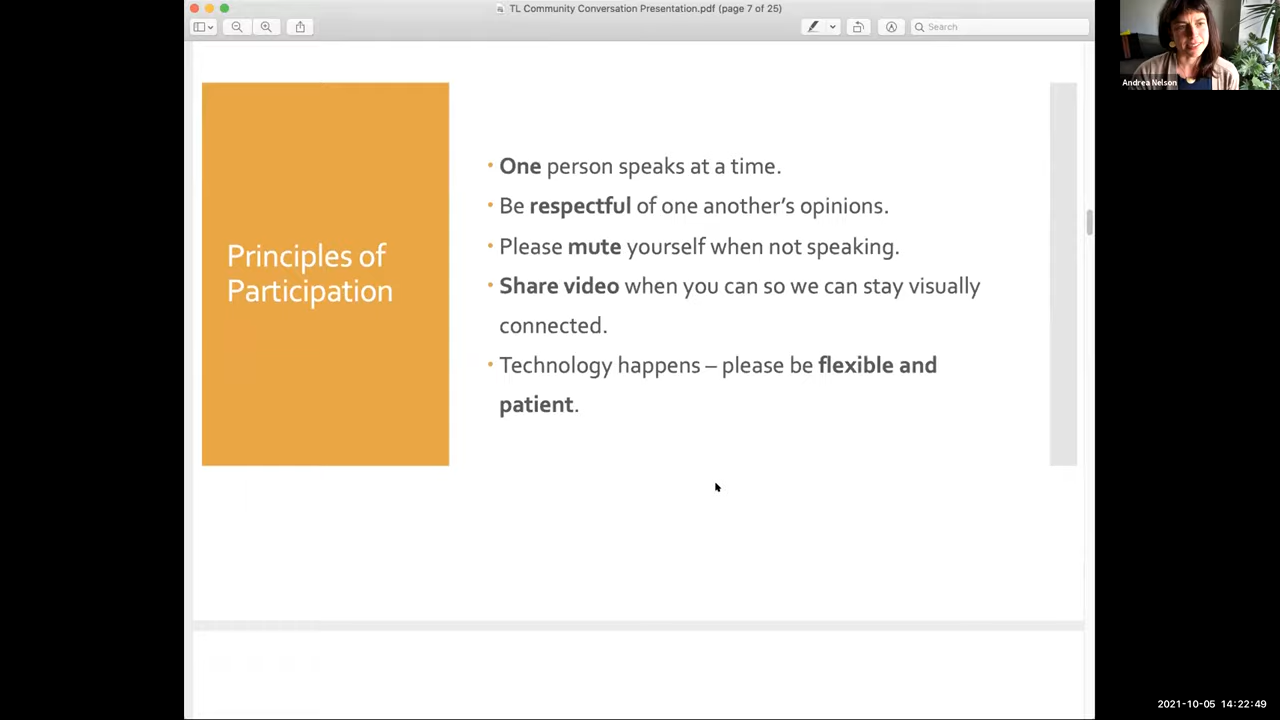 TL Community Conversation Presentation.pdf (page 7 of 25)
Search
Andrea Nelson
Principles of
Participation
• One person speaks at a time.
• Be respectful of one another’s opinions.
• Please mute yourself when not speaking.
• Share video when you can so we can stay visually
connected.
• Technology happens – please be flexible and
patient.
2021-10-05 14:22:49